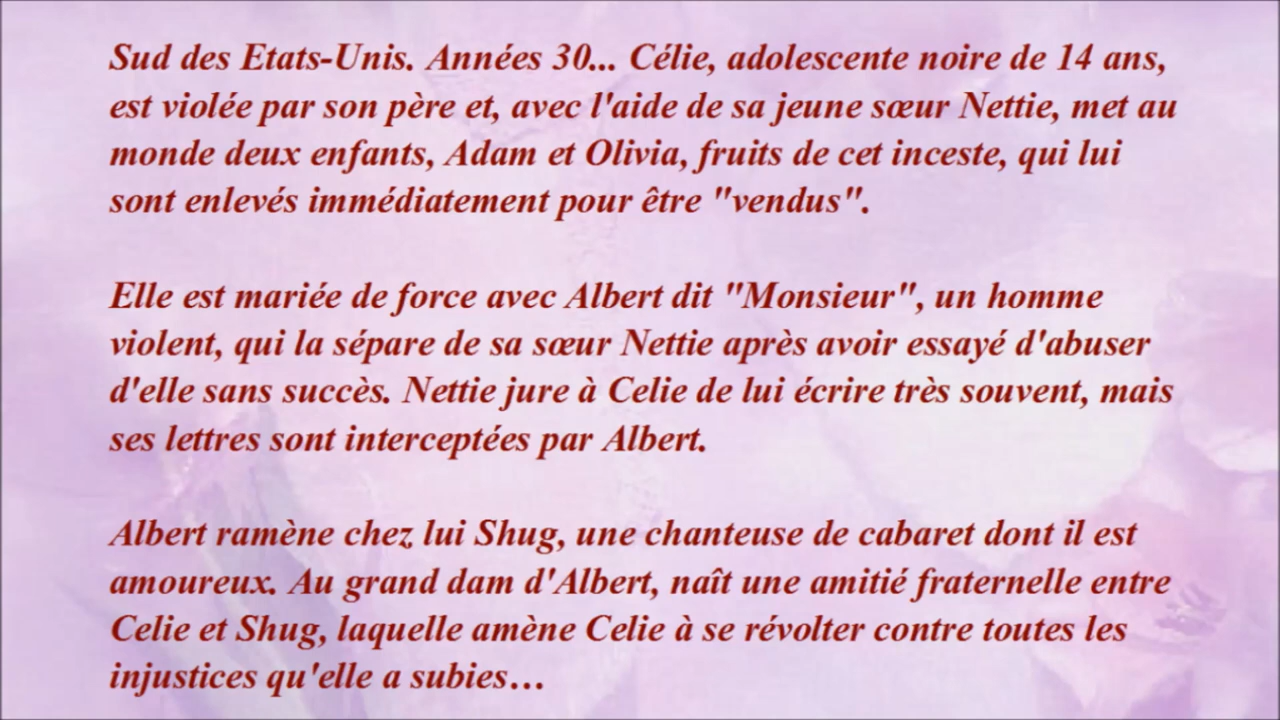 Sud des Etats-Unis. Années 30... Célie, adolescente noire de 14 ans,
est violée par son père et, avec l'aide de sa jeune sœur Nettie, met au
monde deux enfants, Adam et Olivia, fruits de cet inceste, qui lui
sont enlevés immédiatement pour être "vendus".
Elle est mariée de force avec Albert dit "Monsieur", un homme
violent, qui la sépare de sa sœur Nettie après avoir essayé d'abuser
d'elle sans succès. Nettie jure à Celie de lui écrire très souvent, mais
ses lettres sont interceptées par Albert.
Albert ramène chez lui Shug, une chanteuse de cabaret dont il est
amoureux. Au grand dam d'Albert, naît une amitié fraternelle entre
Celie et Shug, laquelle amène Celie à se révolter contre toutes les
injustices qu'elle a subies…